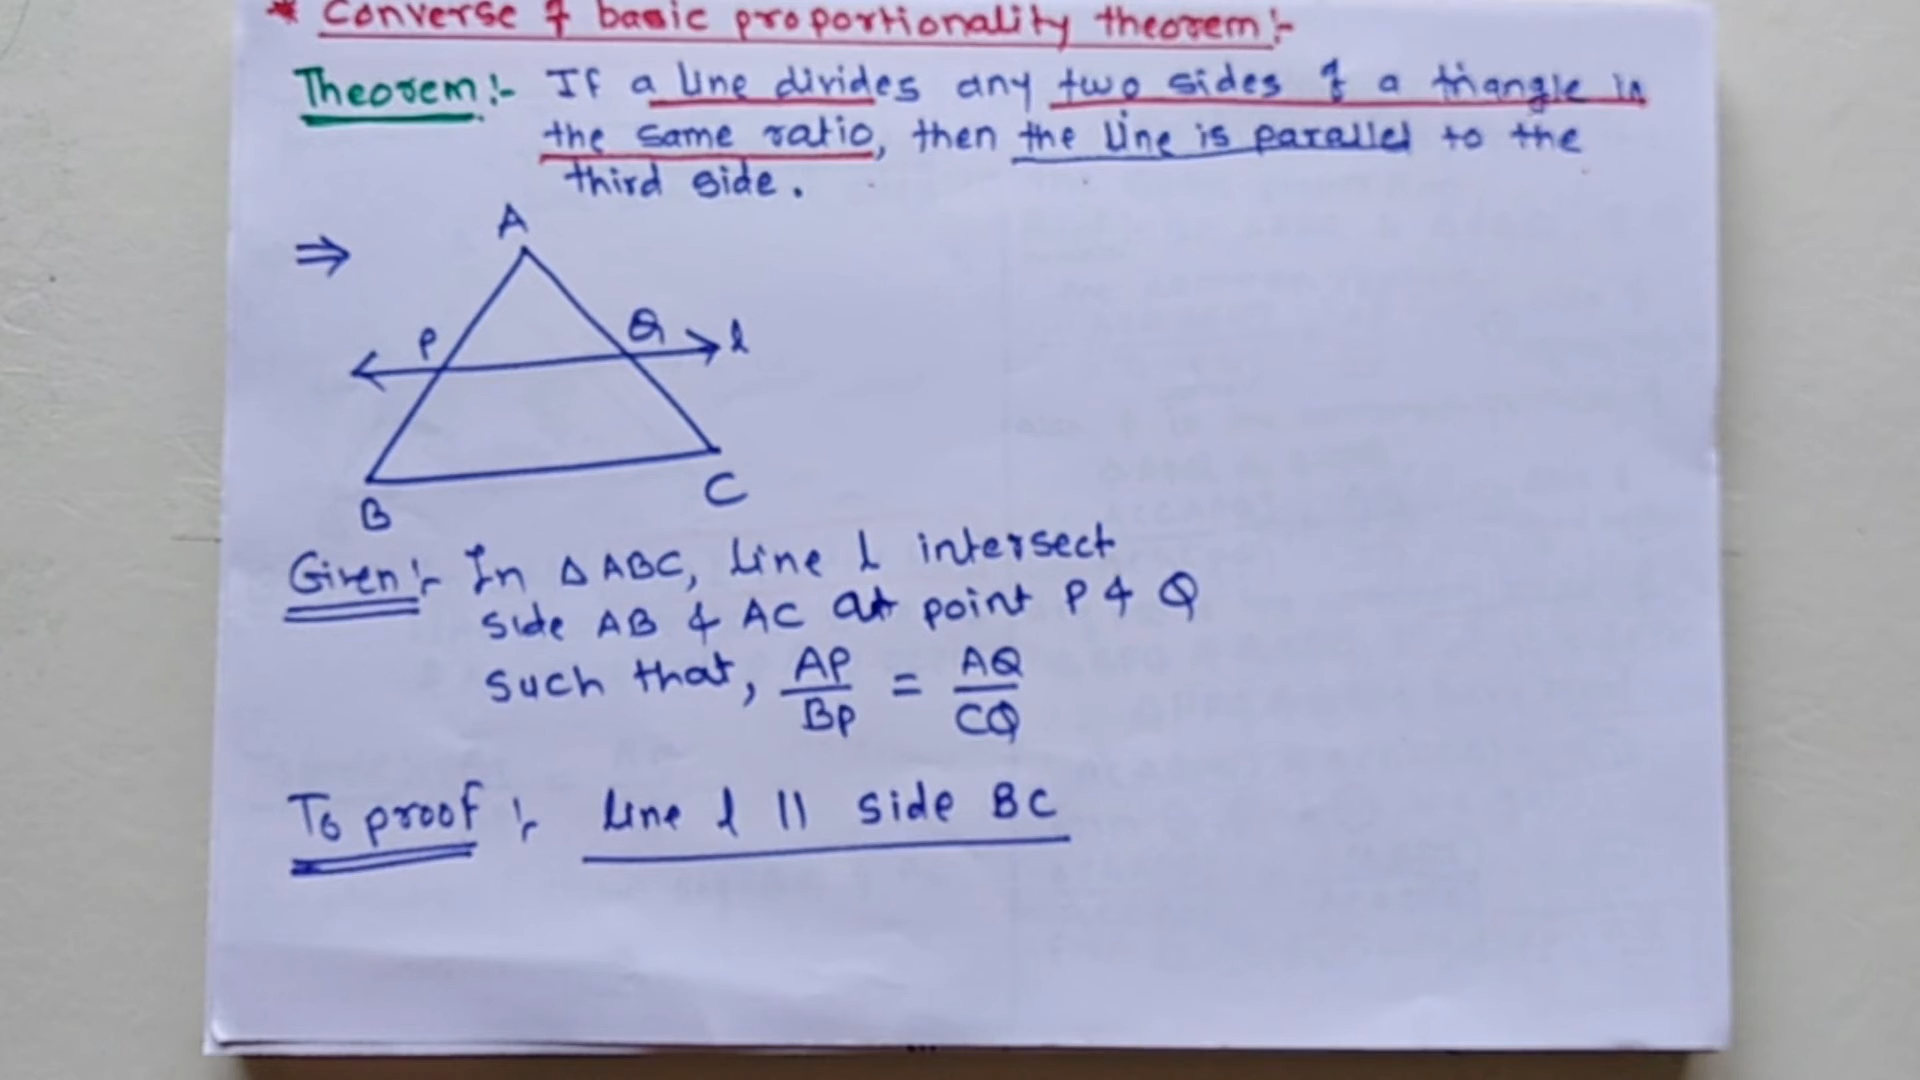 * Converse of basic proportionality theorem :-
Theorem :- If a line divides any two sides of a triangle in
the same ratio, then the line is parallel to the
third side.
⇒
A
P
Q
l
B
C
Given :- In Δ ABC, Line l intersect
side AB & AC at point P & Q
such that, AP/BP = AQ/CQ
To proof :- Line l || side BC